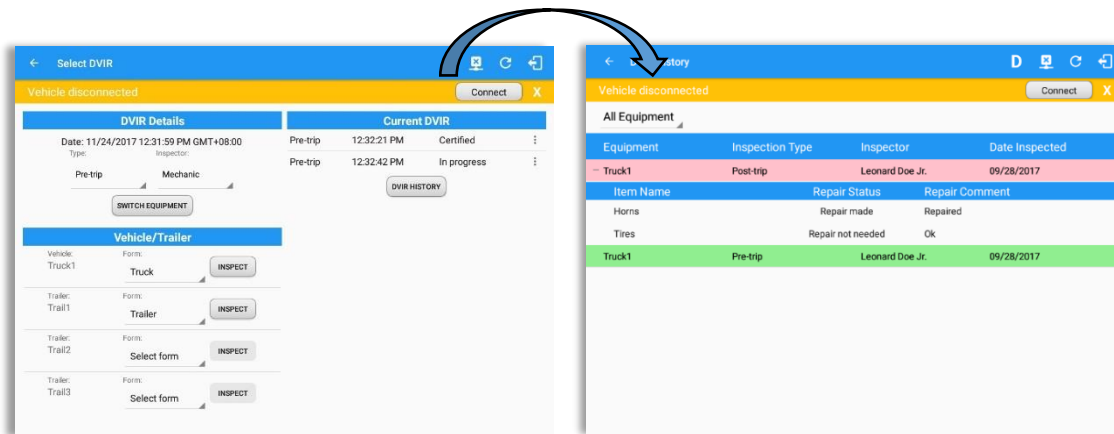 Select DVIR
Vehicle disconnected
Connect X
DVIR Details
Date: 11/24/2017 12:31:59 PM GMT+08:00
Type: Inspector:
Pre-trip Mechanic
SWITCH EQUIPMENT
Vehicle/Trailer
Vehicle: Form:
Truck1 Truck INSPECT
Trailer: Form:
Trail1 Trailer INSPECT
Trailer: Form:
Trail2 Select form INSPECT
Trailer: Form:
Trail3 Select form INSPECT
Current DVIR
Pre-trip 12:32:21 PM Certified
Pre-trip 12:32:42 PM In progress
DVIR HISTORY
D
Vehicle disconnected
Connect X
All Equipment
Equipment Inspection Type Inspector Date Inspected
Truck1 Post-trip Leonard Doe Jr. 09/28/2017
Item Name Repair Status Repair Comment
Horns Repair made Repaired
Tires Repair not needed Ok
Truck1 Pre-trip Leonard Doe Jr. 09/28/2017